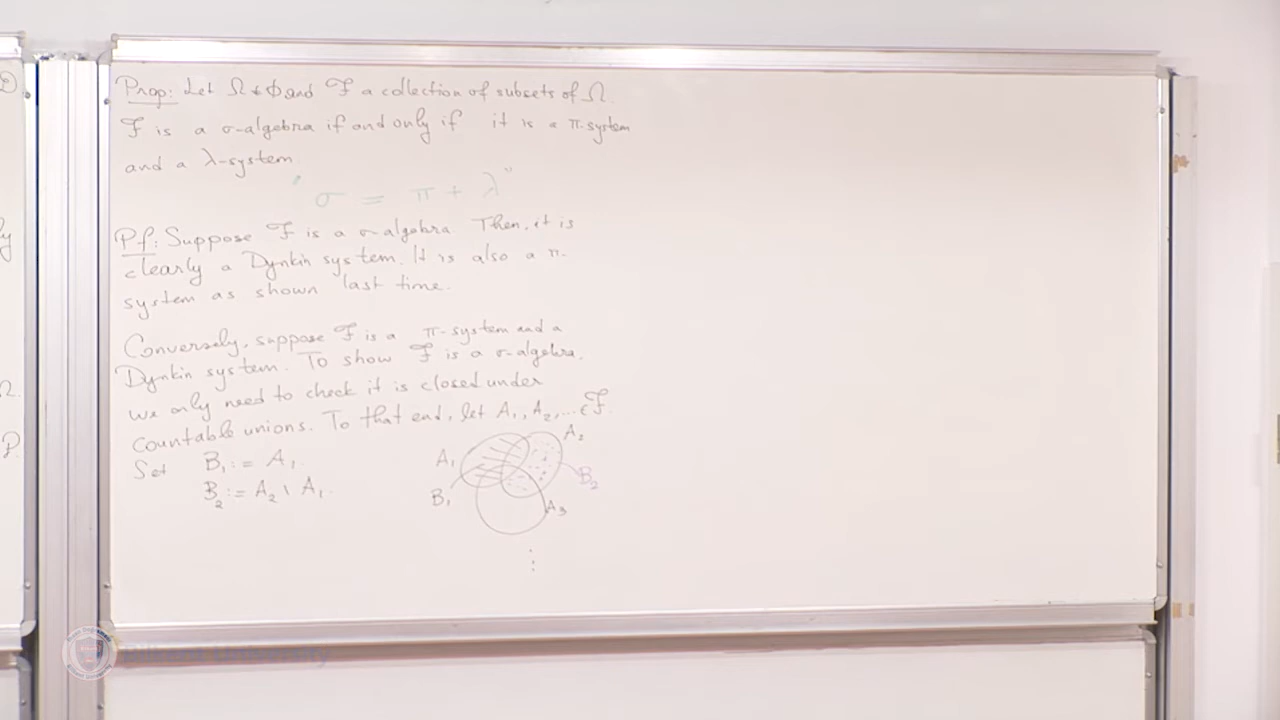 Prop: Let Ω ≠ ∅ and ℱ a collection of subsets of Ω.
ℱ is a σ-algebra if and only if it is a π-system
and a λ-system
"σ = π + λ"
Pf: Suppose ℱ is a σ-algebra. Then, it is
clearly a Dynkin system. It is also a π-
system as shown last time.
Conversely, suppose ℱ is a π-system and a
Dynkin system. To show ℱ is a σ-algebra,
we only need to check it is closed under
countable unions. To that end, let A₁, A₂, ... ∈ ℱ.
Set B₁ := A₁
B₂ := A₂ \ A₁.
A₁ A₂
B₁ B₂
A₃
⋮